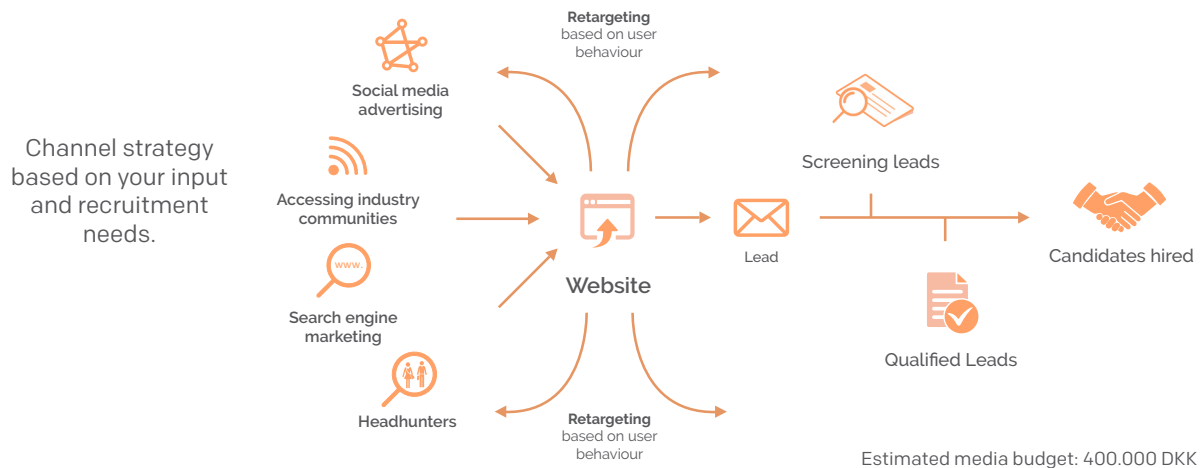 Channel strategy
based on your input
and recruitment
needs.
Social media
advertising
Accessing industry
communities
www.
Search engine
marketing
Headhunters
Retargeting
based on user
behaviour
Website
Retargeting
based on user
behaviour
Lead
Screening leads
Qualified Leads
Candidates hired
Estimated media budget: 400.000 DKK